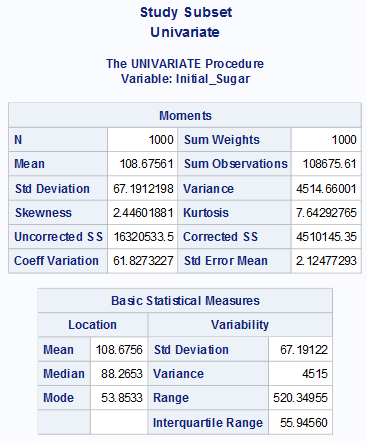 Study Subset
Univariate
The UNIVARIATE Procedure
Variable: Initial_Sugar
Moments
N 1000 Sum Weights 1000
Mean 108.67561 Sum Observations 108675.61
Std Deviation 67.1912198 Variance 4514.66001
Skewness 2.44601881 Kurtosis 7.64292765
Uncorrected SS 16320533.5 Corrected SS 4510145.35
Coeff Variation 61.8273227 Std Error Mean 2.12477293
Basic Statistical Measures
Location Variability
Mean 108.6756 Std Deviation 67.19122
Median 88.2653 Variance 4515
Mode 53.8533 Range 520.34955
Interquartile Range 55.94560